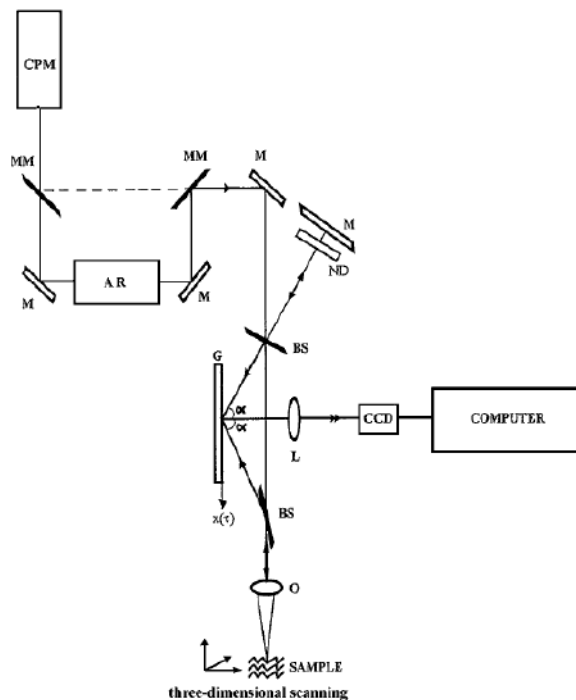 CPM
MM
MM
M
M
ND
M
AR
M
BS
G
α
α
L
CCD
COMPUTER
x(τ)
BS
O
SAMPLE
three-dimensional scanning